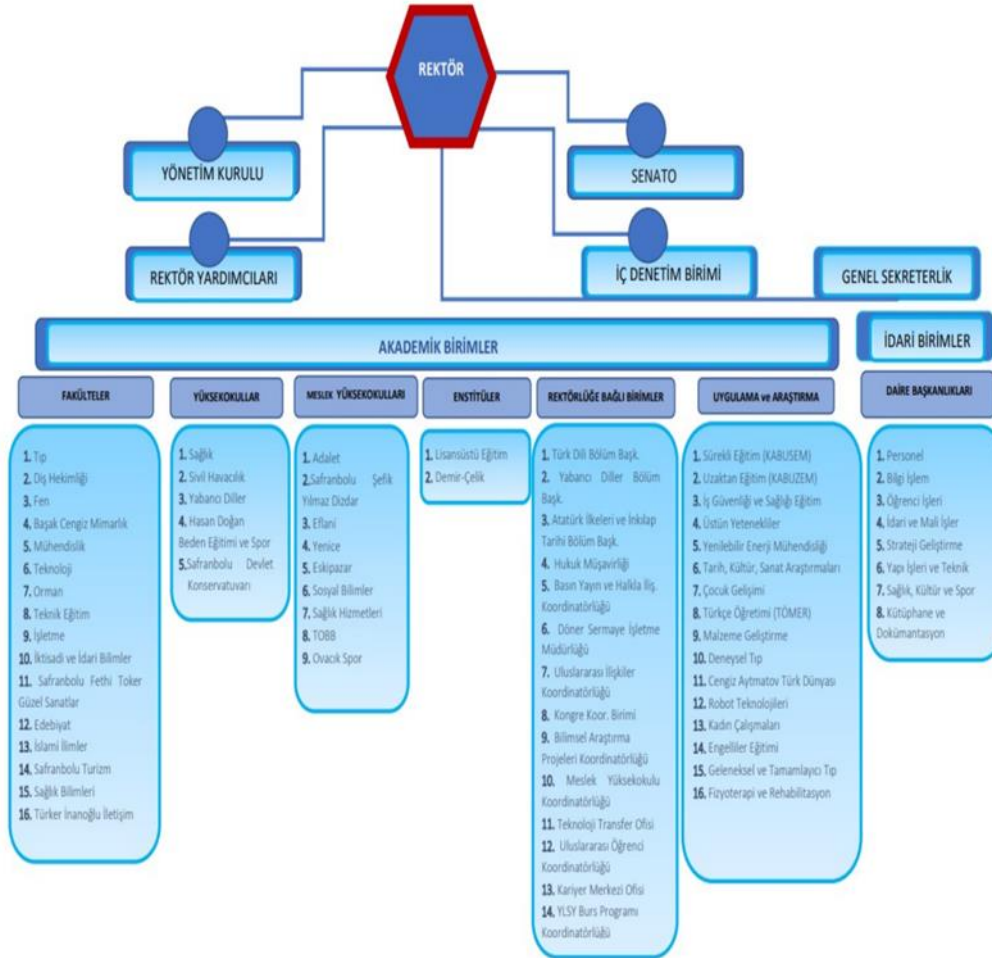 REKTÖR
YÖNETİM KURULU
SENATO
REKTÖR YARDIMCILARI
İÇ DENETİM BİRİMİ
GENEL SEKRETERLİK
AKADEMİK BİRİMLER
İDARİ BİRİMLER
FAKÜLTELER
1. Tıp
2. Diş Hekimliği
3. Fen
4. Başak Cengiz Mimarlık
5. Mühendislik
6. Teknoloji
7. Orman
8. Teknik Eğitim
9. İşletme
10. İktisadi ve İdari Bilimler
11. Safranbolu Fethi Toker
Güzel Sanatlar
12. Edebiyat
13. İslami İlimler
14. Safranbolu Turizm
15. Sağlık Bilimleri
16. Türker İnanoğlu İletişim
YÜKSEKOKULLAR
1. Sağlık
2. Sivil Havacılık
3. Yabancı Diller
4. Hasan Doğan
Beden Eğitimi ve Spor
5.Safranbolu Devlet
Konservatuvarı
MESLEK YÜKSEKOKULLARI
1. Adalet
2.Safranbolu Şefik
Yılmaz Dizdar
3. Eflani
4. Yenice
5. Eskipazar
6. Sosyal Bilimler
7. Sağlık Hizmetleri
8. TOBB
9. Ovacık Spor
ENSTİTÜLER
1. Lisansüstü Eğitim
2. Demir-Çelik
REKTÖRLÜĞE BAĞLI BİRİMLER
1. Türk Dili Bölüm Başk.
2. Yabancı Diller Bölüm
Başk.
3. Atatürk İlkeleri ve İnkılap
Tarihi Bölüm Başk.
4. Hukuk Müşavirliği
5. Basın Yayın ve Halkla İliş.
Koordinatörlüğü
6. Döner Sermaye İşletme
Müdürlüğü
7. Uluslararası İlişkiler
Koordinatörlüğü
8. Kongre Koor. Birimi
9. Bilimsel Araştırma
Projeleri Koordinatörlüğü
10. Meslek Yüksekokulu
Koordinatörlüğü
11. Teknoloji Transfer Ofisi
12. Uluslararası Öğrenci
Koordinatörlüğü
13. Kariyer Merkezi Ofisi
14. YLSY Burs Programı
Koordinatörlüğü
UYGULAMA ve ARAŞTIRMA
1. Sürekli Eğitim (KABUSEM)
2. Uzaktan Eğitim (KABUZEM)
3. İş Güvenliği ve Sağlığı Eğitim
4. Üstün Yetenekliler
5. Yenilebilir Enerji Mühendisliği
6. Tarih, Kültür, Sanat Araştırmaları
7. Çocuk Gelişimi
8. Türkçe Öğretimi (TÖMER)
9. Malzeme Geliştirme
10. Deneysel Tıp
11. Cengiz Aytmatov Türk Dünyası
12. Robot Teknolojileri
13. Kadın Çalışmaları
14. Engelliler Eğitimi
15. Geleneksel ve Tamamlayıcı Tıp
16. Fizyoterapi ve Rehabilitasyon
DAİRE BAŞKANLIKLARI
1. Personel
2. Bilgi İşlem
3. Öğrenci İşleri
4. İdari ve Mali İşler
5. Strateji Geliştirme
6. Yapı İşleri ve Teknik
7. Sağlık, Kültür ve Spor
8. Kütüphane ve
Dokümantasyon